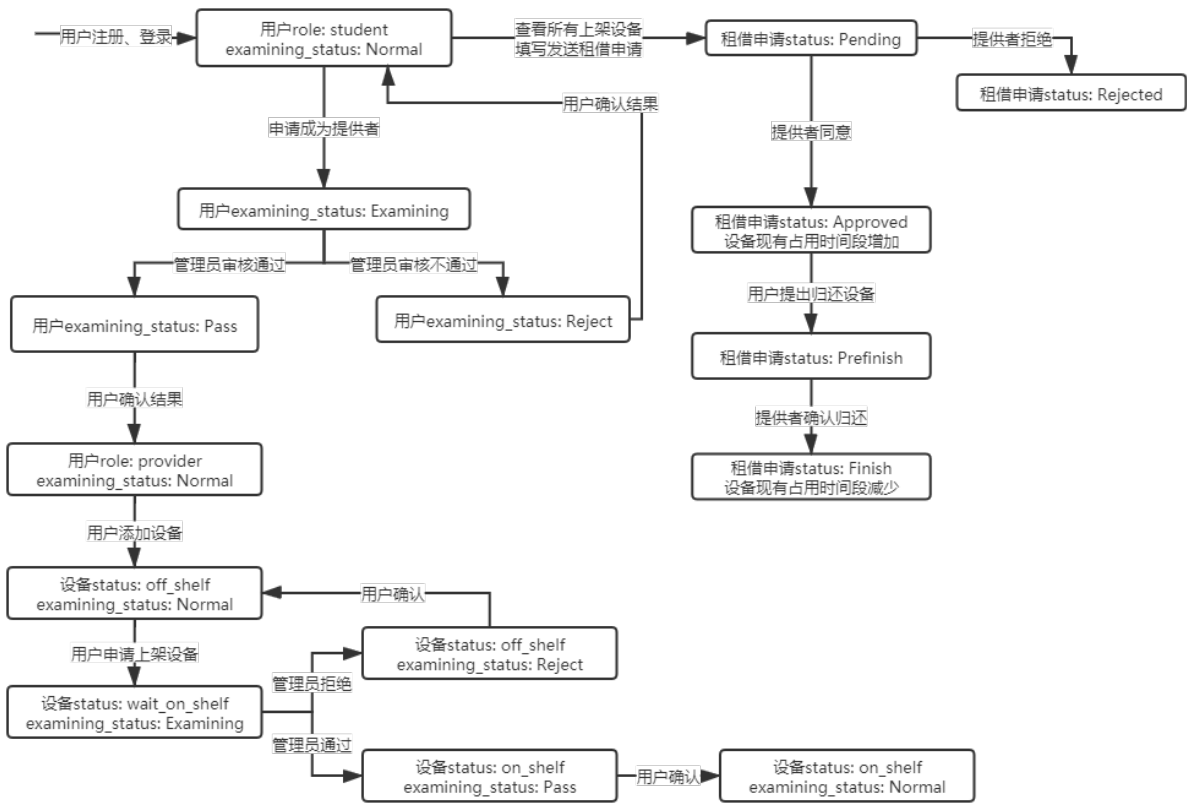 用户注册、登录
用户role: student
examining_status: Normal
查看所有上架设备
填写发送租借申请
租借申请status: Pending
提供者拒绝
租借申请status: Rejected
用户确认结果
申请成为提供者
提供者同意
用户examining_status: Examining
租借申请status: Approved
设备现有占用时间段增加
管理员审核通过
管理员审核不通过
用户提出归还设备
用户examining_status: Pass
用户examining_status: Reject
租借申请status: Prefinish
用户确认结果
提供者确认归还
用户role: provider
examining_status: Normal
租借申请status: Finish
设备现有占用时间段减少
用户添加设备
设备status: off_shelf
examining_status: Normal
用户确认
用户申请上架设备
设备status: off_shelf
examining_status: Reject
管理员拒绝
设备status: wait_on_shelf
examining_status: Examining
管理员通过
设备status: on_shelf
examining_status: Pass
用户确认
设备status: on_shelf
examining_status: Normal